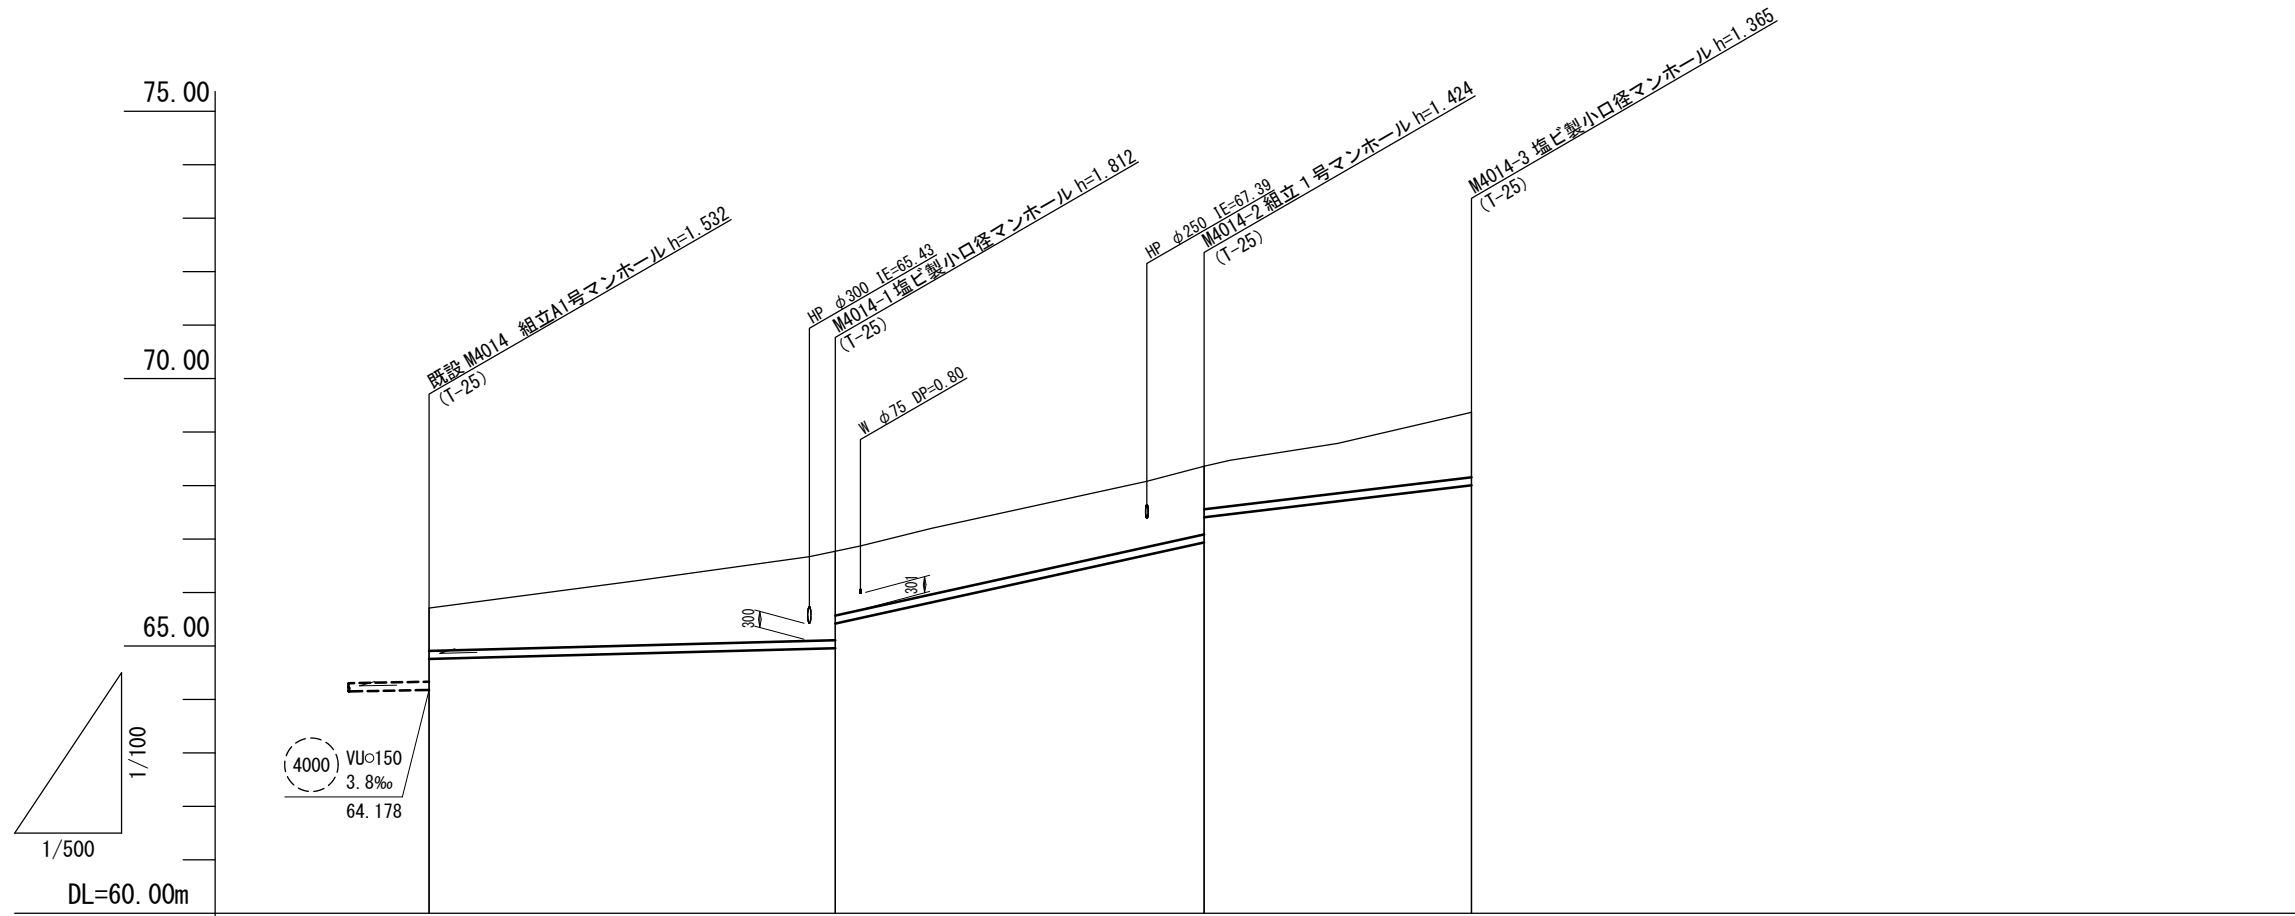 75.00
70.00
65.00
DL=60.00m
1/100
1/500
既設 M4014 組立A1号マンホール h=1.532
(T-25)
HP φ300 IE=65.43
M4014-1 塩ビ製小口径マンホール h=1.812
(T-25)
W φ75 DP=0.80
HP φ250 IE=67.39
M4014-2 組立1号マンホール h=1.424
(T-25)
M4014-3 塩ビ製小口径マンホール h=1.365
(T-25)
300
301
4000
VU○150
3.8‰
64.178